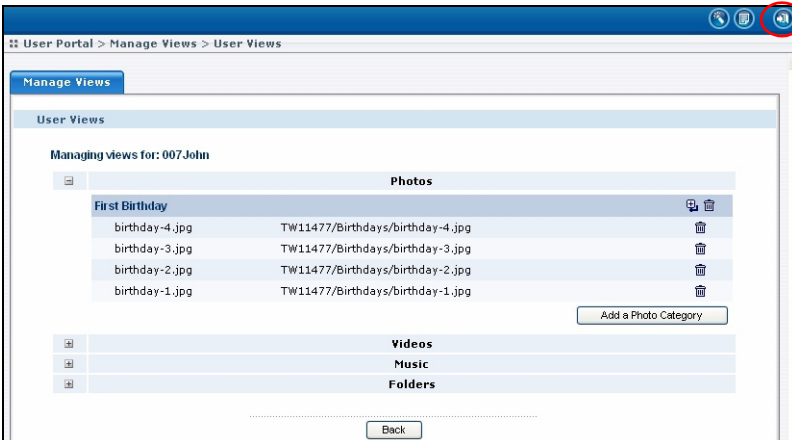 User Portal > Manage Views > User Views
Manage Views
User Views
Managing views for: 007John
Photos
First Birthday
birthday-4.jpg TW11477/Birthdays/birthday-4.jpg
birthday-3.jpg TW11477/Birthdays/birthday-3.jpg
birthday-2.jpg TW11477/Birthdays/birthday-2.jpg
birthday-1.jpg TW11477/Birthdays/birthday-1.jpg
Add a Photo Category
Videos
Music
Folders
Back